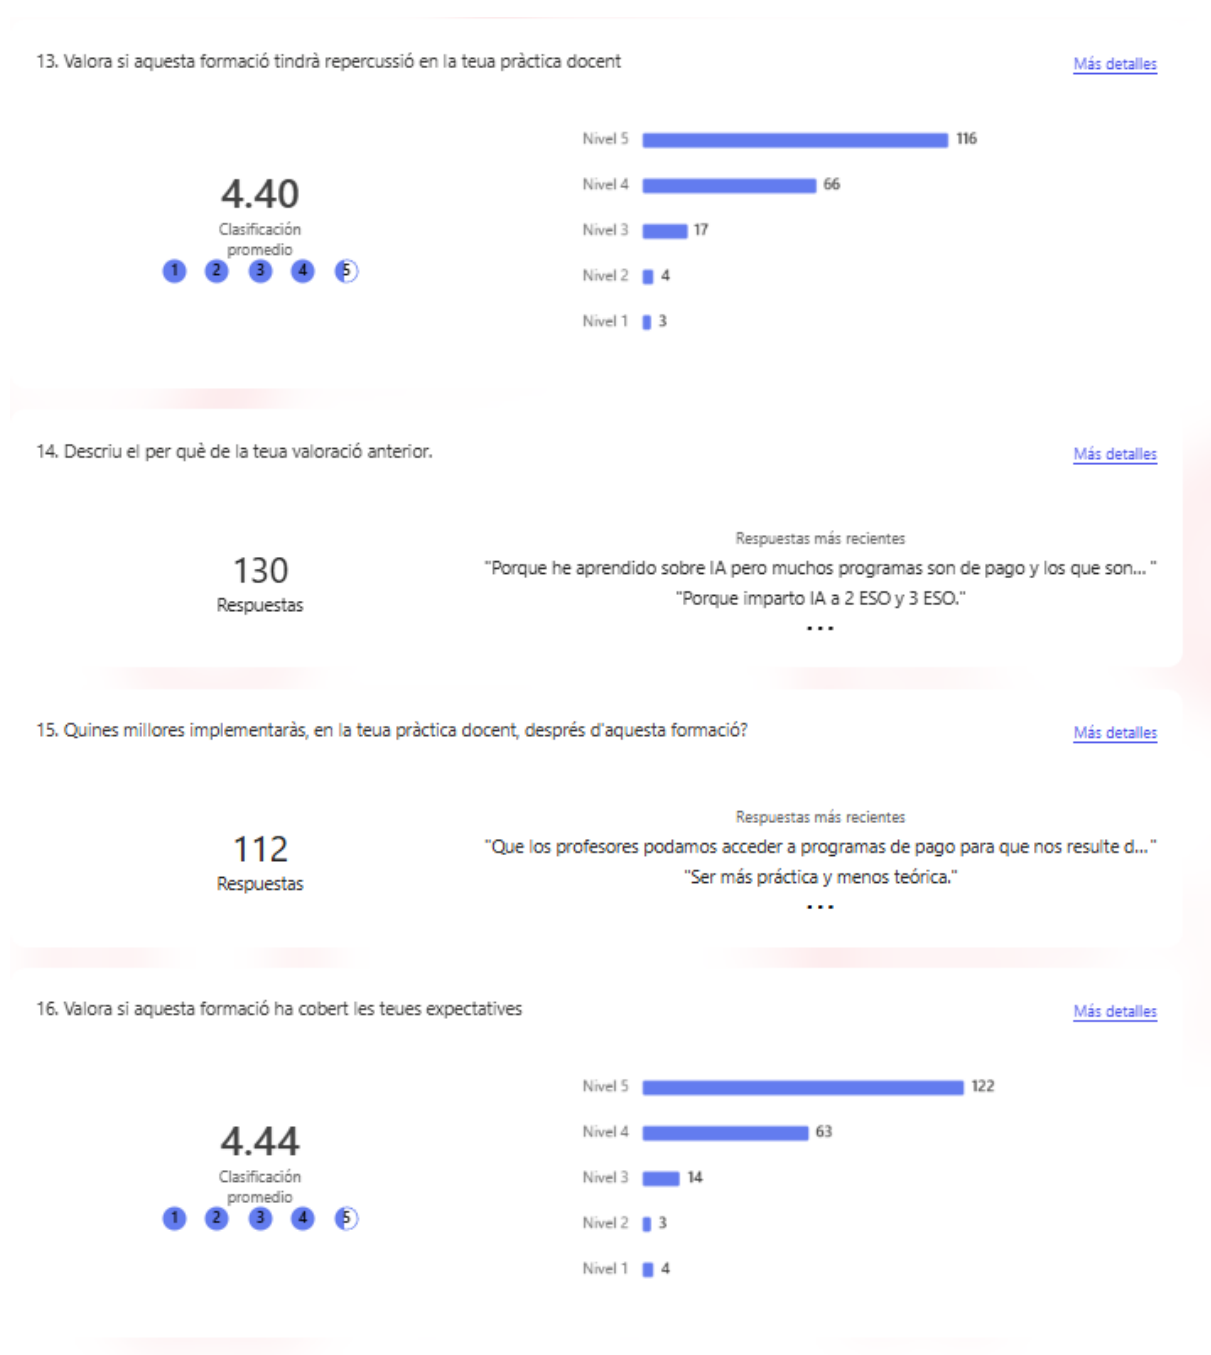 13. Valora si aquesta formació tindrà repercussió en la teua pràctica docent
Más detalles
4.40
Clasificación
promedio
1 2 3 4 5
Nivel 5 116
Nivel 4 66
Nivel 3 17
Nivel 2 4
Nivel 1 3
14. Descriu el per què de la teua valoració anterior.
Más detalles
130
Respuestas
Respuestas más recientes
"Porque he aprendido sobre IA pero muchos programas son de pago y los que son... "
"Porque imparto IA a 2 ESO y 3 ESO."
...
15. Quines millores implementaràs, en la teua pràctica docent, després d'aquesta formació?
Más detalles
112
Respuestas
Respuestas más recientes
"Que los profesores podamos acceder a programas de pago para que nos resulte d..."
"Ser más práctica y menos teórica."
...
16. Valora si aquesta formació ha cobert les teues expectatives
Más detalles
4.44
Clasificación
promedio
1 2 3 4 5
Nivel 5 122
Nivel 4 63
Nivel 3 14
Nivel 2 3
Nivel 1 4